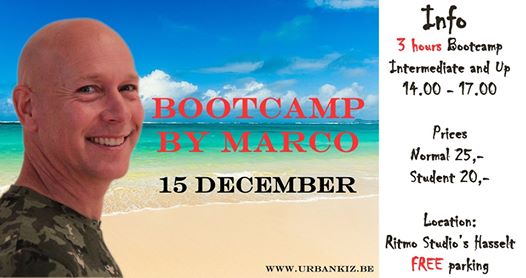 BOOTCAMP
BY MARCO
15 DECEMBER
WWW.URBANKIZ.BE
Info
3 hours Bootcamp
Intermediate and Up
14.00 - 17.00
Prices
Normal 25,-
Student 20,-
Location:
Ritmo Studio's Hasselt
FREE parking